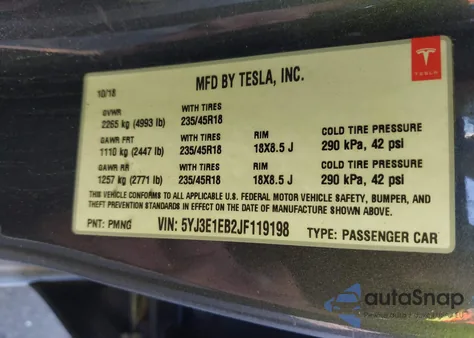 MFD BY TESLA, INC.
TESLA
10/18
GVWR WITH TIRES
2265 kg (4993 lb) 235/45R18
GAWR FRT WITH TIRES RIM COLD TIRE PRESSURE
1110 kg (2447 lb) 235/45R18 18X8.5 J 290 kPa, 42 psi
GAWR RR WITH TIRES RIM COLD TIRE PRESSURE
1257 kg (2771 lb) 235/45R18 18X8.5 J 290 kPa, 42 psi
THIS VEHICLE CONFORMS TO ALL APPLICABLE U.S. FEDERAL MOTOR VEHICLE SAFETY, BUMPER, AND
THEFT PREVENTION STANDARDS IN EFFECT ON THE DATE OF MANUFACTURE SHOWN ABOVE.
PNT: PMNG VIN: 5YJ3E1EB2JF119198 TYPE: PASSENGER CAR
autoSnap